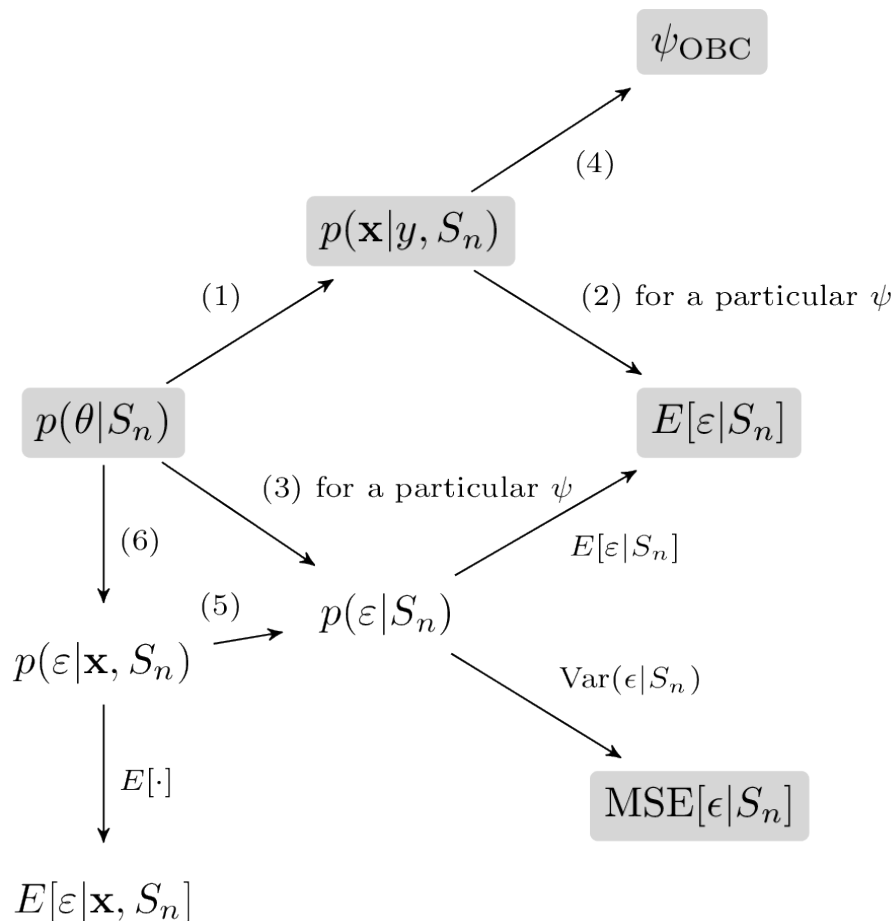 ψ_OBC
(4)
p(𝐱|y, S_n)
(1)
(2) for a particular ψ
p(θ|S_n)
E[ε|S_n]
(3) for a particular ψ
(6)
E[ε|S_n]
(5)
p(ε|S_n)
p(ε|𝐱, S_n)
Var(ϵ|S_n)
E[·]
MSE[ϵ|S_n]
E[ε|𝐱, S_n]